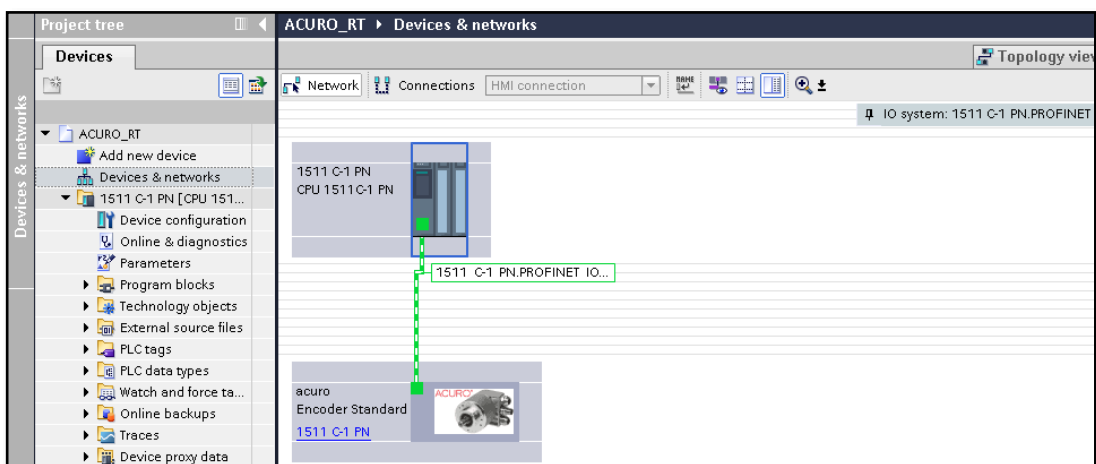 Project tree
ACURO_RT ▸ Devices & networks
Devices
Topology view
Network
Connections
HMI connection
IO system: 1511 C-1 PN.PROFINET
Devices & networks
ACURO_RT
Add new device
Devices & networks
1511 C-1 PN [CPU 151...
Device configuration
Online & diagnostics
Parameters
Program blocks
Technology objects
External source files
PLC tags
PLC data types
Watch and force ta...
Online backups
Traces
Device proxy data
1511 C-1 PN
CPU 1511C-1 PN
1511 C-1 PN.PROFINET IO...
acuro
Encoder Standard
1511 C-1 PN
ACURO